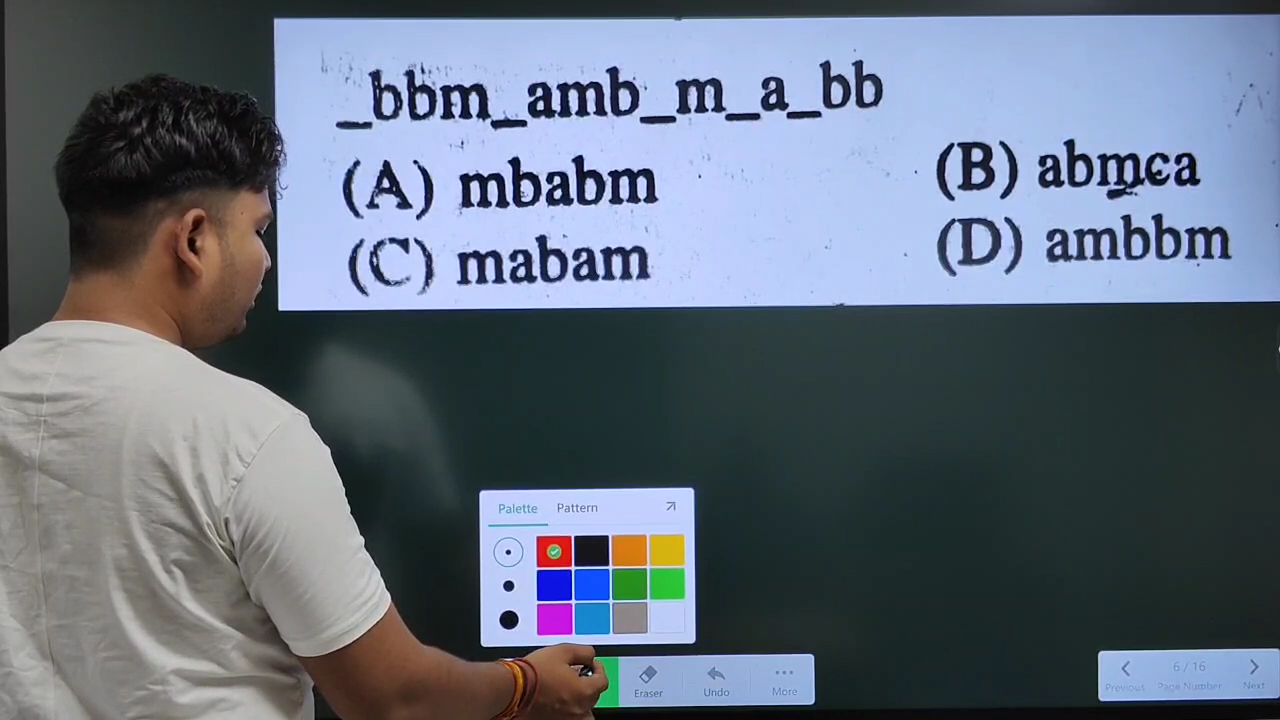 _bbm_amb_m_a_bb
(A) mbabm
(B) abmca
(C) mabam
(D) ambbm
Palette Pattern
Eraser Undo More
6 / 16
Previous Page Number Next